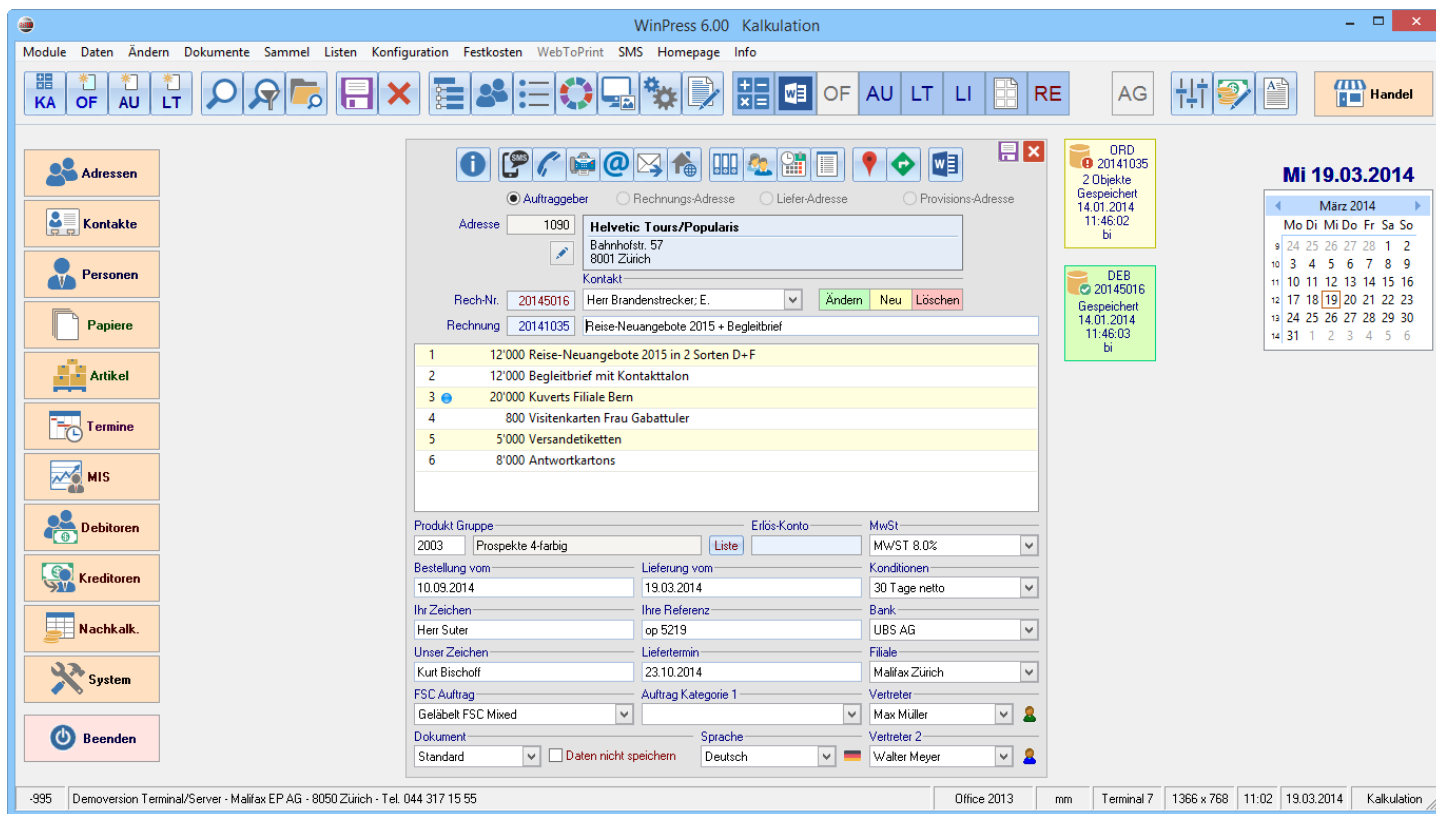 WinPress 6.00 Kalkulation
Module Daten Ändern Dokumente Sammel Listen Konfiguration Festkosten WebToPrint SMS Homepage Info
KA OF AU LT W OF AU LT LI RE AG A Handel
SMS W
Auftraggeber Rechnungs-Adresse Liefer-Adresse Provisions-Adresse
Adresse 1090 Helvetic Tours/Popularis
Bahnhofstr. 57
8001 Zürich
Kontakt
Rech-Nr. 20145016 Herr Brandenstrecker; E. Ändern Neu Löschen
Rechnung 20141035 Reise-Neuangebote 2015 + Begleitbrief
1 12'000 Reise-Neuangebote 2015 in 2 Sorten D+F
2 12'000 Begleitbrief mit Kontakttalon
3 20'000 Kuverts Filiale Bern
4 800 Visitenkarten Frau Gabattuler
5 5'000 Versandetiketten
6 8'000 Antwortkartons
Produkt Gruppe Erlös-Konto MwSt
2003 Prospekte 4-farbig Liste MWST 8.0%
Bestellung vom Lieferung vom Konditionen
10.09.2014 19.03.2014 30 Tage netto
Ihr Zeichen Ihre Referenz Bank
Herr Suter op 5219 UBS AG
Unser Zeichen Liefertermin Filiale
Kurt Bischoff 23.10.2014 Malifax Zürich
FSC Auftrag Auftrag Kategorie 1 Vertreter
Geläbelt FSC Mixed Max Müller
Dokument Sprache Vertreter 2
Standard Daten nicht speichern Deutsch Walter Meyer
Adressen
Kontakte
Personen
Papiere
Artikel
Termine
MIS
Debitoren
Kreditoren
Nachkalk.
System
Beenden
ORD
20141035
2 Objekte
Gespeichert
14.01.2014
11:46:02
bi
DEB
20145016
Gespeichert
14.01.2014
11:46:03
bi
Mi 19.03.2014
März 2014
Mo Di Mi Do Fr Sa So
9 24 25 26 27 28 1 2
10 3 4 5 6 7 8 9
11 10 11 12 13 14 15 16
12 17 18 19 20 21 22 23
13 24 25 26 27 28 29 30
14 31 1 2 3 4 5 6
-995 Demoversion Terminal/Server - Malifax EP AG - 8050 Zürich - Tel. 044 317 15 55 Office 2013 mm Terminal 7 1366 x 768 11:02 19.03.2014 Kalkulation